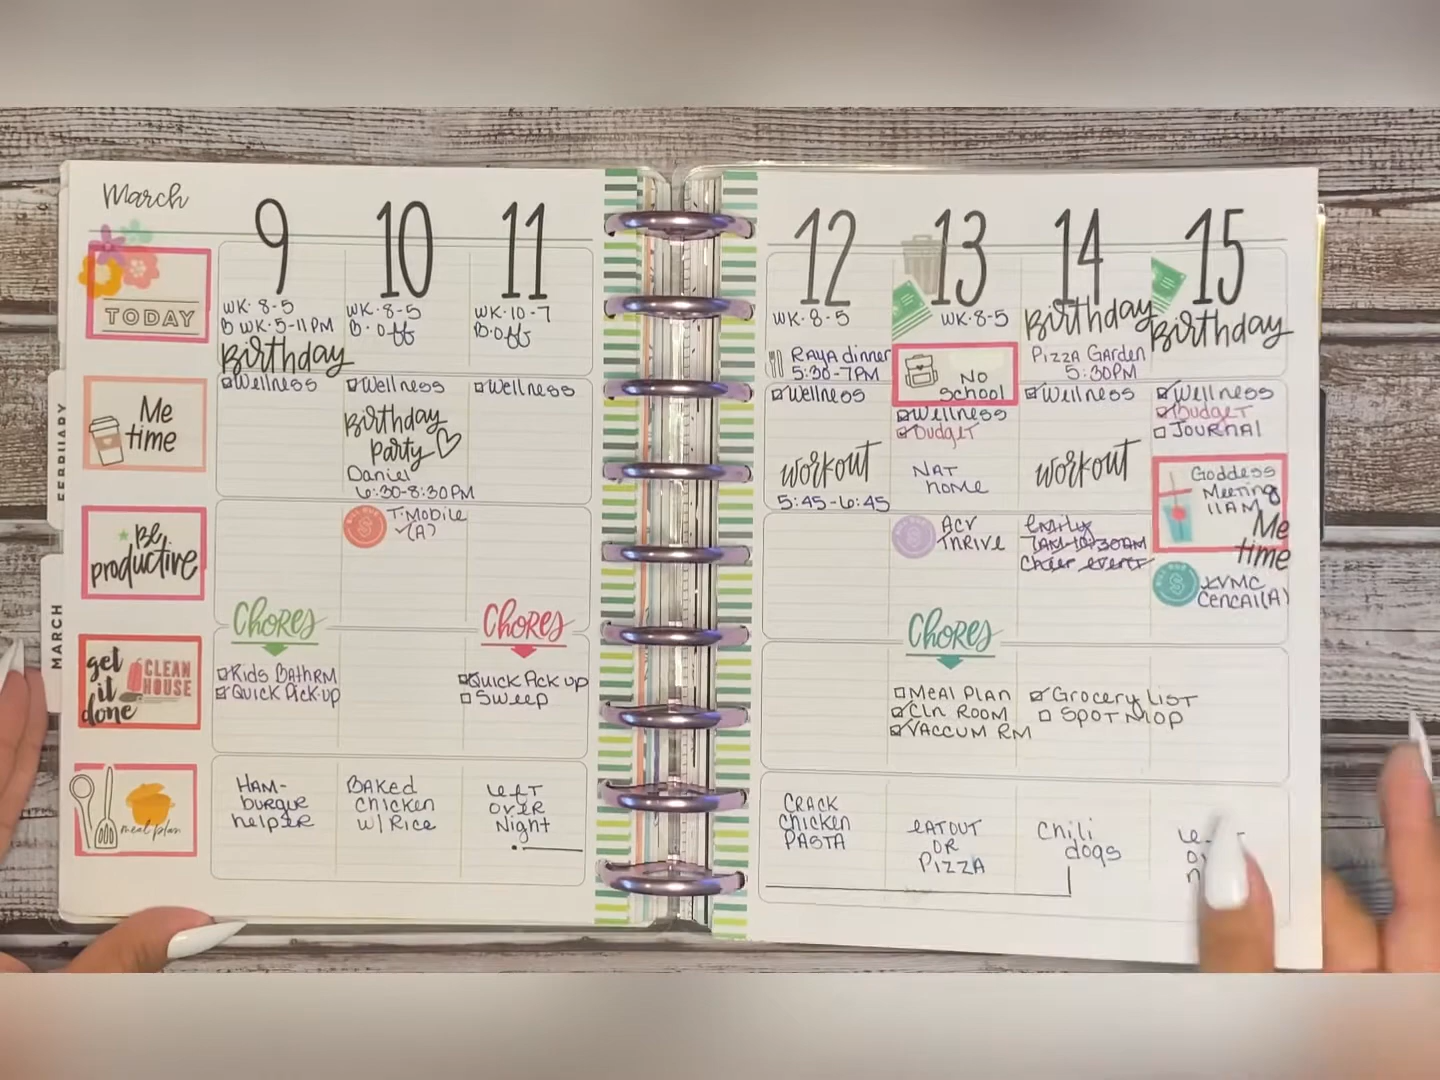 March
FEBRUARY
MARCH
TODAY
Me
time
Be
productive
get
it
done
CLEAN
HOUSE
meal plan
9
WK-8-5
B WK-5-11PM
Birthday
Wellness
CHORES
Kids BATHRM
Quick Pick-up
HAM-
burger
helper
10
WK-8-5
B-off
Wellness
Birthday
Party
Daniel
6:30-8:30PM
BILL DUE
T-Mobile
(A)
BAKED
chicken
w/ Rice
11
WK-10-7
B-off
Wellness
CHORES
Quick Pick up
Sweep
LEFT
OVER
Night
12
WK-8-5
RAYA dinner
5:30-7PM
Wellness
workout
5:45-6:45
CRACK
Chicken
PASTA
13
WK-8-5
NO
School
Wellness
Budget
NAT
home
ACV
THRIVE
CHORES
MEAL PLAN
Cln ROOM
VACCUM RM
EATOUT
OR
PIZZA
14
Birthday
PIZZA GARDEN
5:30PM
Wellness
workout
Emily
Cheer event
Grocery LIST
SPOT MOP
Chili
dogs
15
Birthday
Wellness
Budget
JOURNAl
Goddess
Meeting
11AM
Me
time
BILL DUE
CENCAl(A)